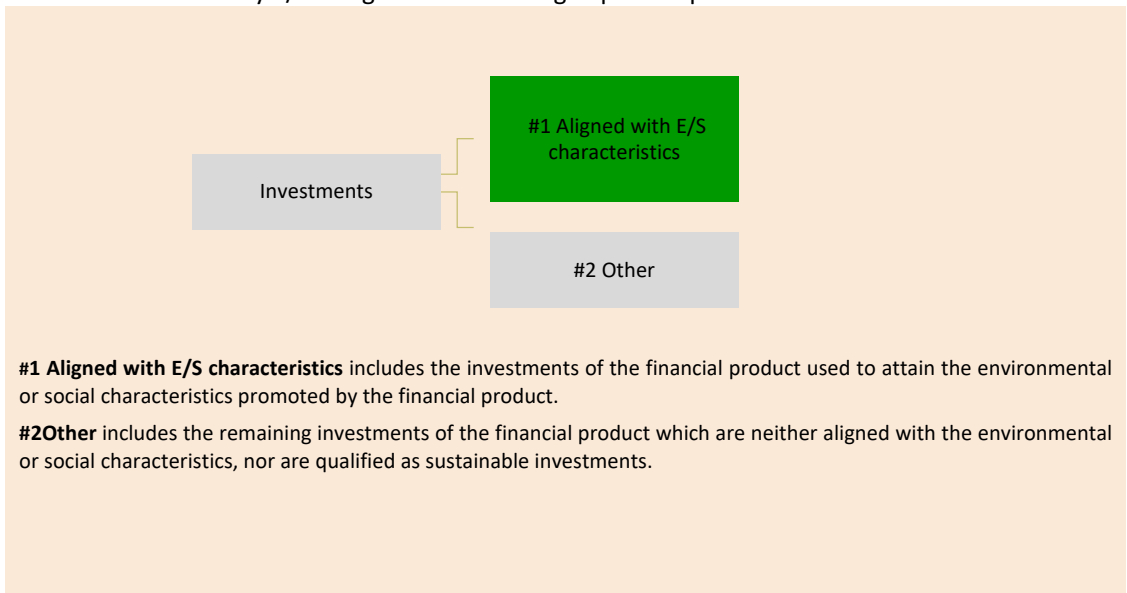 #1 Aligned with E/S
characteristics
Investments
#2 Other
#1 Aligned with E/S characteristics includes the investments of the financial product used to attain the environmental
or social characteristics promoted by the financial product.
#2Other includes the remaining investments of the financial product which are neither aligned with the environmental
or social characteristics, nor are qualified as sustainable investments.